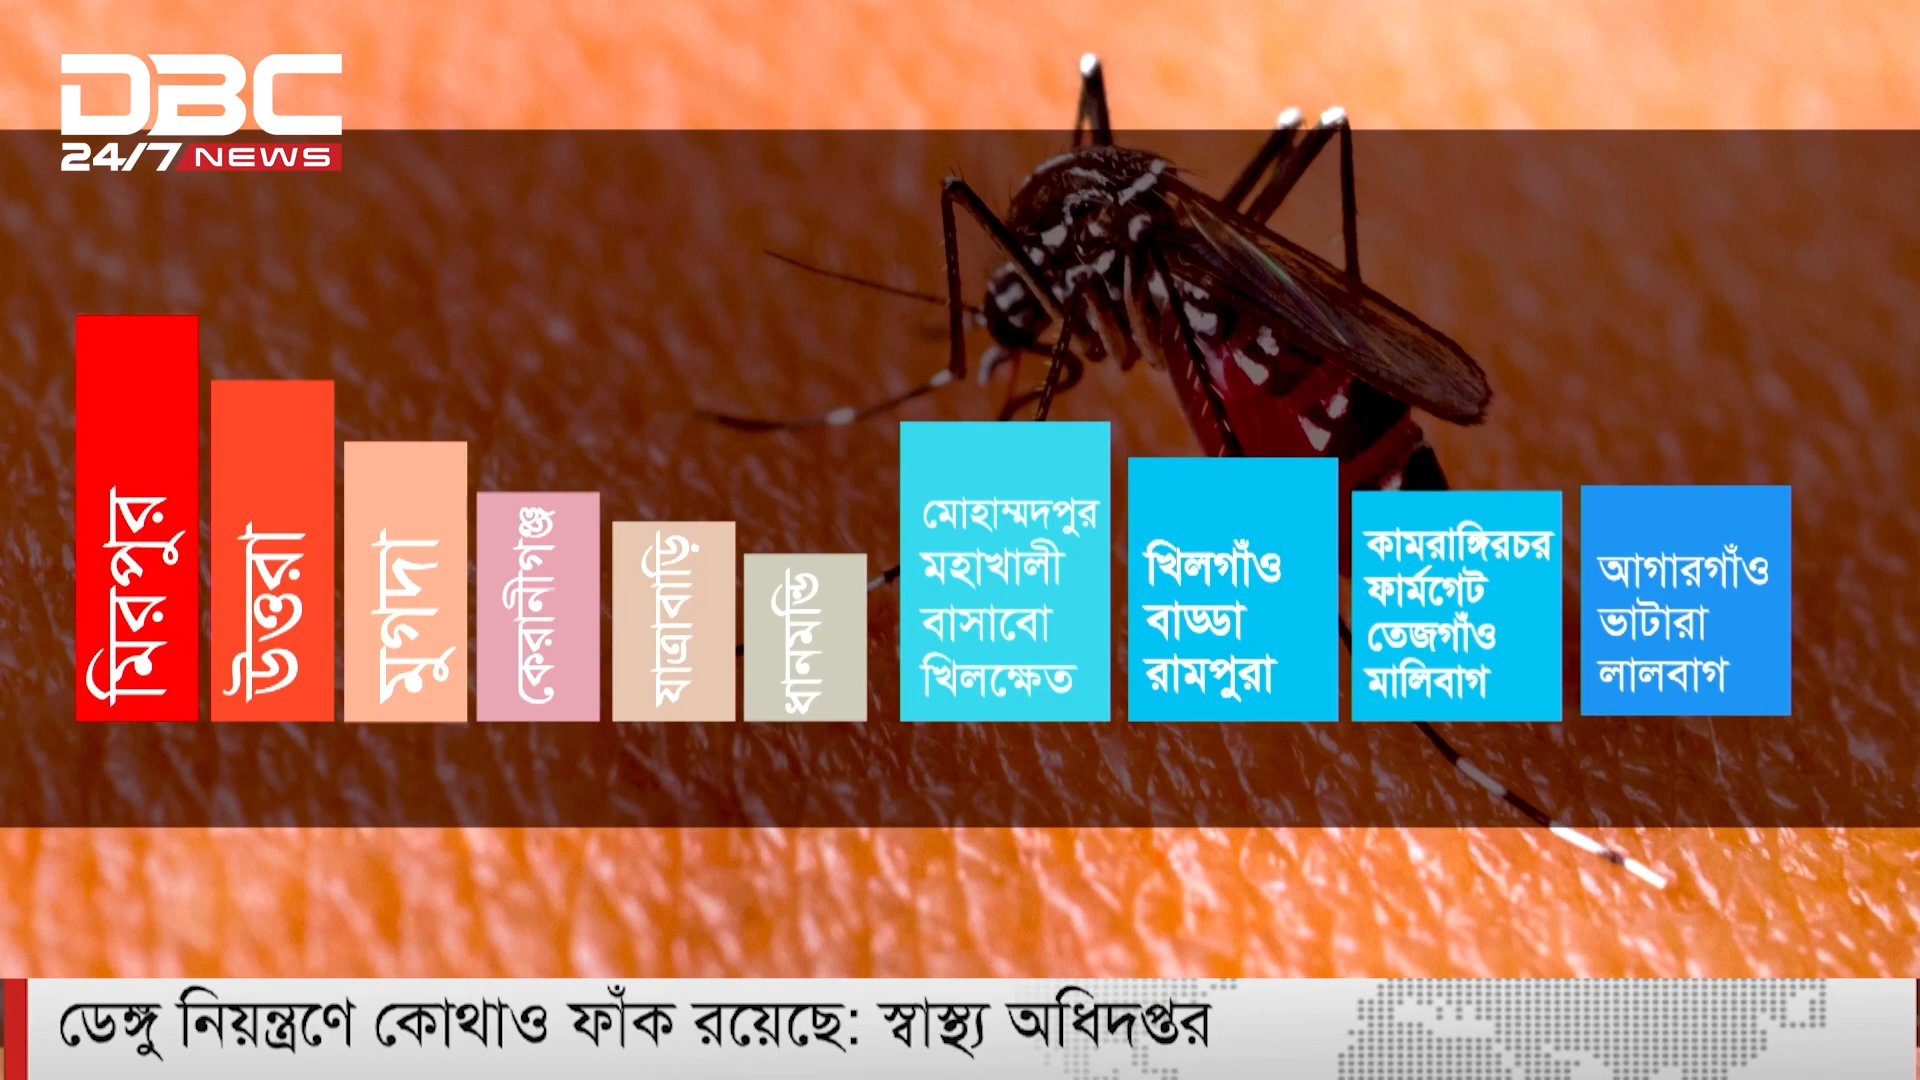 DBC
24/7 NEWS
মিরপুর
উত্তরা
মুগদা
কেরানীগঞ্জ
যাত্রাবাড়ি
ধানমন্ডি
মোহাম্মদপুর
মহাখালী
বাসাবো
খিলক্ষেত
খিলগাঁও
বাড্ডা
রামপুরা
কামরাঙ্গিরচর
ফার্মগেট
তেজগাঁও
মালিবাগ
আগারগাঁও
ভাটারা
লালবাগ
ডেঙ্গু নিয়ন্ত্রণে কোথাও ফাঁক রয়েছে: স্বাস্থ্য অধিদপ্তর